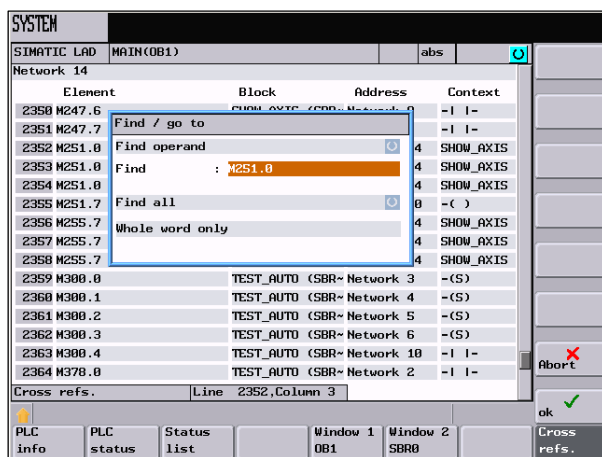 SYSTEM
SIMATIC LAD MAIN(OB1) abs
Network 14
Element Block Address Context
2350 M247.6 -| |-
2351 M247.7 -| |-
2352 M251.0 4 SHOW_AXIS
2353 M251.0 4 SHOW_AXIS
2354 M251.0 4 SHOW_AXIS
2355 M251.7 0 -( )
2356 M255.7 4 SHOW_AXIS
2357 M255.7 4 SHOW_AXIS
2358 M255.7 4 SHOW_AXIS
Find / go to
Find operand
Find : M251.0
Find all
Whole word only
2359 M300.0 TEST_AUTO (SBR~ Network 3 -(S)
2360 M300.1 TEST_AUTO (SBR~ Network 4 -(S)
2361 M300.2 TEST_AUTO (SBR~ Network 5 -(S)
2362 M300.3 TEST_AUTO (SBR~ Network 6 -(S)
2363 M300.4 TEST_AUTO (SBR~ Network 10 -| |-
2364 M378.0 TEST_AUTO (SBR~ Network 2 -| |-
Cross refs. Line 2352,Column 3
Abort
ok
PLC info
PLC status
Status list
Window 1 OB1
Window 2 SBR0
Cross refs.